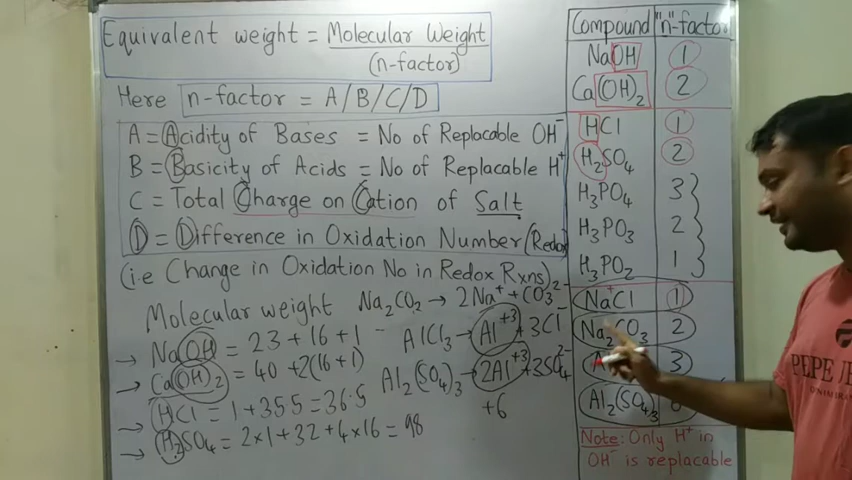 Equivalent weight = Molecular Weight
(n-factor)
Here n-factor = A/B/C/D
A = Acidity of Bases = No of Replacable OH⁻
B = Basicity of Acids = No of Replacable H⁺
C = Total Charge on Cation of Salt
D = Difference in Oxidation Number (Redox)
(i.e Change in Oxidation No in Redox Rxns)
Molecular weight
→ NaOH = 23 + 16 + 1
→ Ca(OH)₂ = 40 + 2(16 + 1)
→ HCl = 1 + 35.5 = 36.5
→ H₂SO₄ = 2×1 + 32 + 4×16 = 98
Na₂CO₂ → 2Na⁺ + CO₃²⁻
AlCl₃ → Al⁺³ + 3Cl⁻
Al₂(SO₄)₃ → 2Al⁺³ + 3SO₄²⁻
+6
Compound "n"-factor
NaOH 1
Ca(OH)₂ 2
HCl 1
H₂SO₄ 2
H₃PO₄ 3
H₃PO₃ 2
H₃PO₂ 1
Na⁺Cl 1
Na₂CO₃ 2
3
Al₂(SO₄)₃
Note: Only H⁺ in
OH⁻ is replacable
PEPE JE